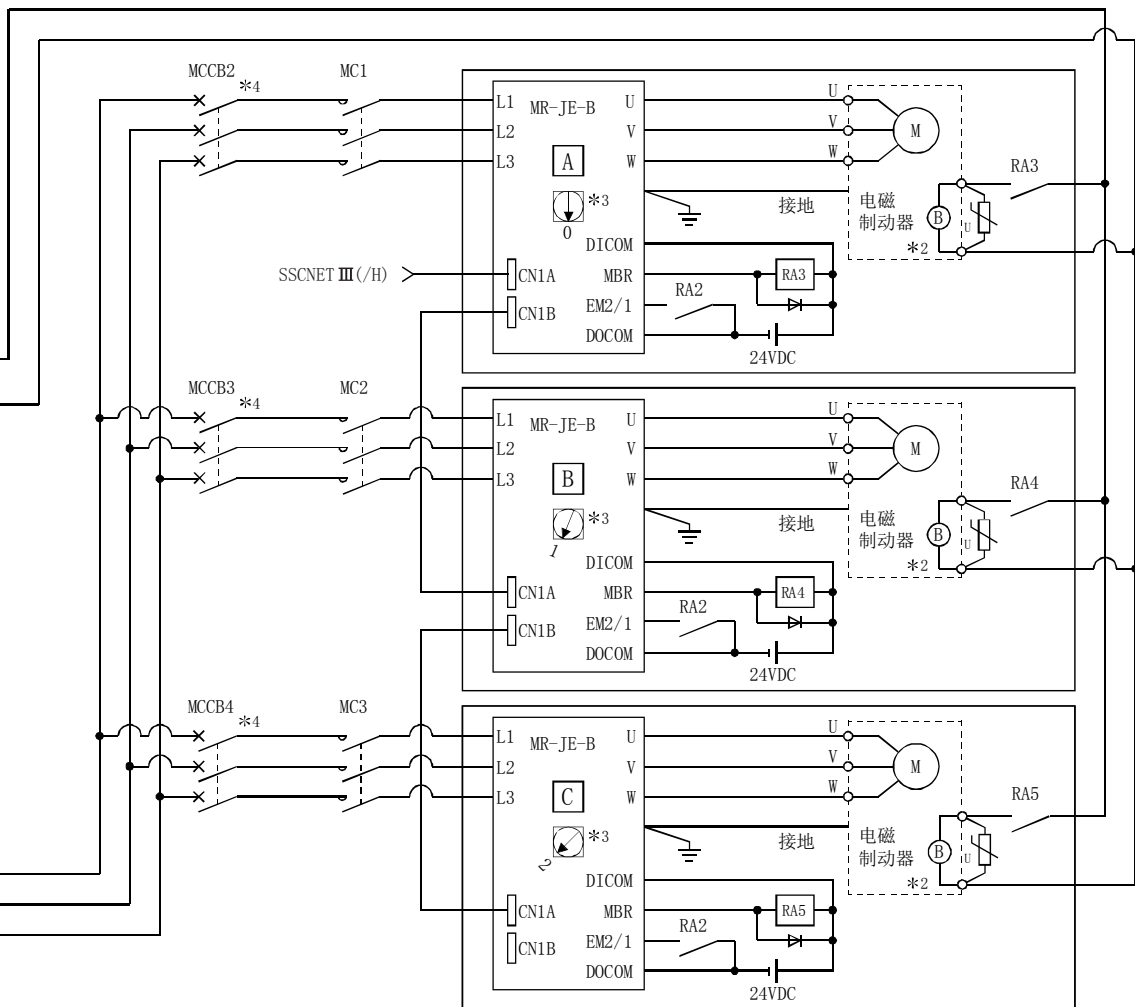 MCCB2
*4
MC1
L1
MR-JE-B
U
U
L2
V
V
M
L3
A
W
W
RA3
*3
接地
电磁
制动器
B
U
0
*2
DICOM
SSCNETⅢ(/H)
CN1A
MBR
RA3
CN1B
EM2/1
RA2
DOCOM
24VDC
MCCB3
*4
MC2
L1
MR-JE-B
U
U
L2
V
V
M
L3
B
W
W
RA4
*3
接地
电磁
制动器
B
U
1
*2
DICOM
CN1A
MBR
RA4
CN1B
EM2/1
RA2
DOCOM
24VDC
MCCB4
*4
MC3
L1
MR-JE-B
U
U
L2
V
V
M
L3
C
W
W
RA5
*3
接地
电磁
制动器
B
U
2
*2
DICOM
CN1A
MBR
RA5
CN1B
EM2/1
RA2
DOCOM
24VDC